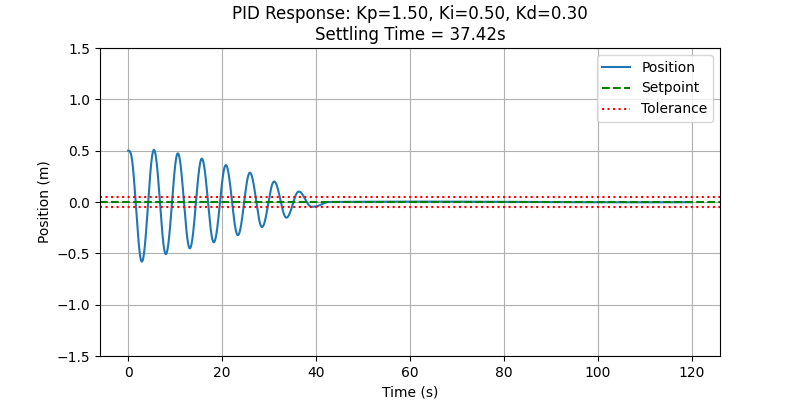 PID Response: Kp=1.50, Ki=0.50, Kd=0.30
Settling Time = 37.42s
Position
Setpoint
Tolerance
1.5
1.0
0.5
0.0
−0.5
−1.0
−1.5
Position (m)
0 20 40 60 80 100 120
Time (s)